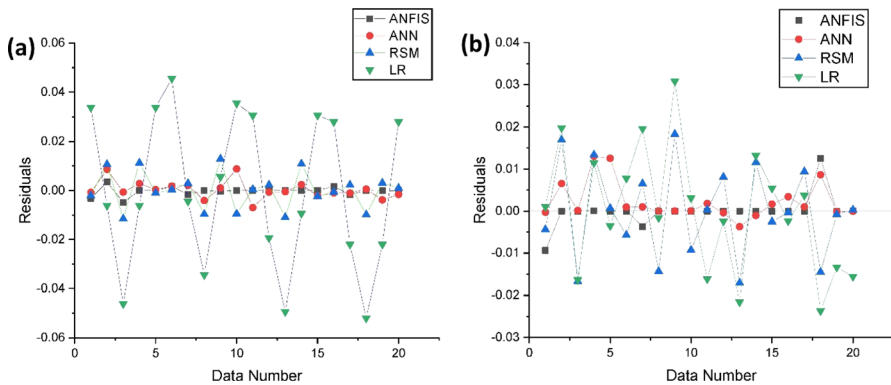 (a)
ANFIS
ANN
RSM
LR
0.06
0.04
0.02
0.00
-0.02
-0.04
-0.06
Residuals
0
5
10
15
20
Data Number
(b)
ANFIS
ANN
RSM
LR
0.04
0.03
0.02
0.01
0.00
-0.01
-0.02
-0.03
Residuals
0
5
10
15
20
Data Number